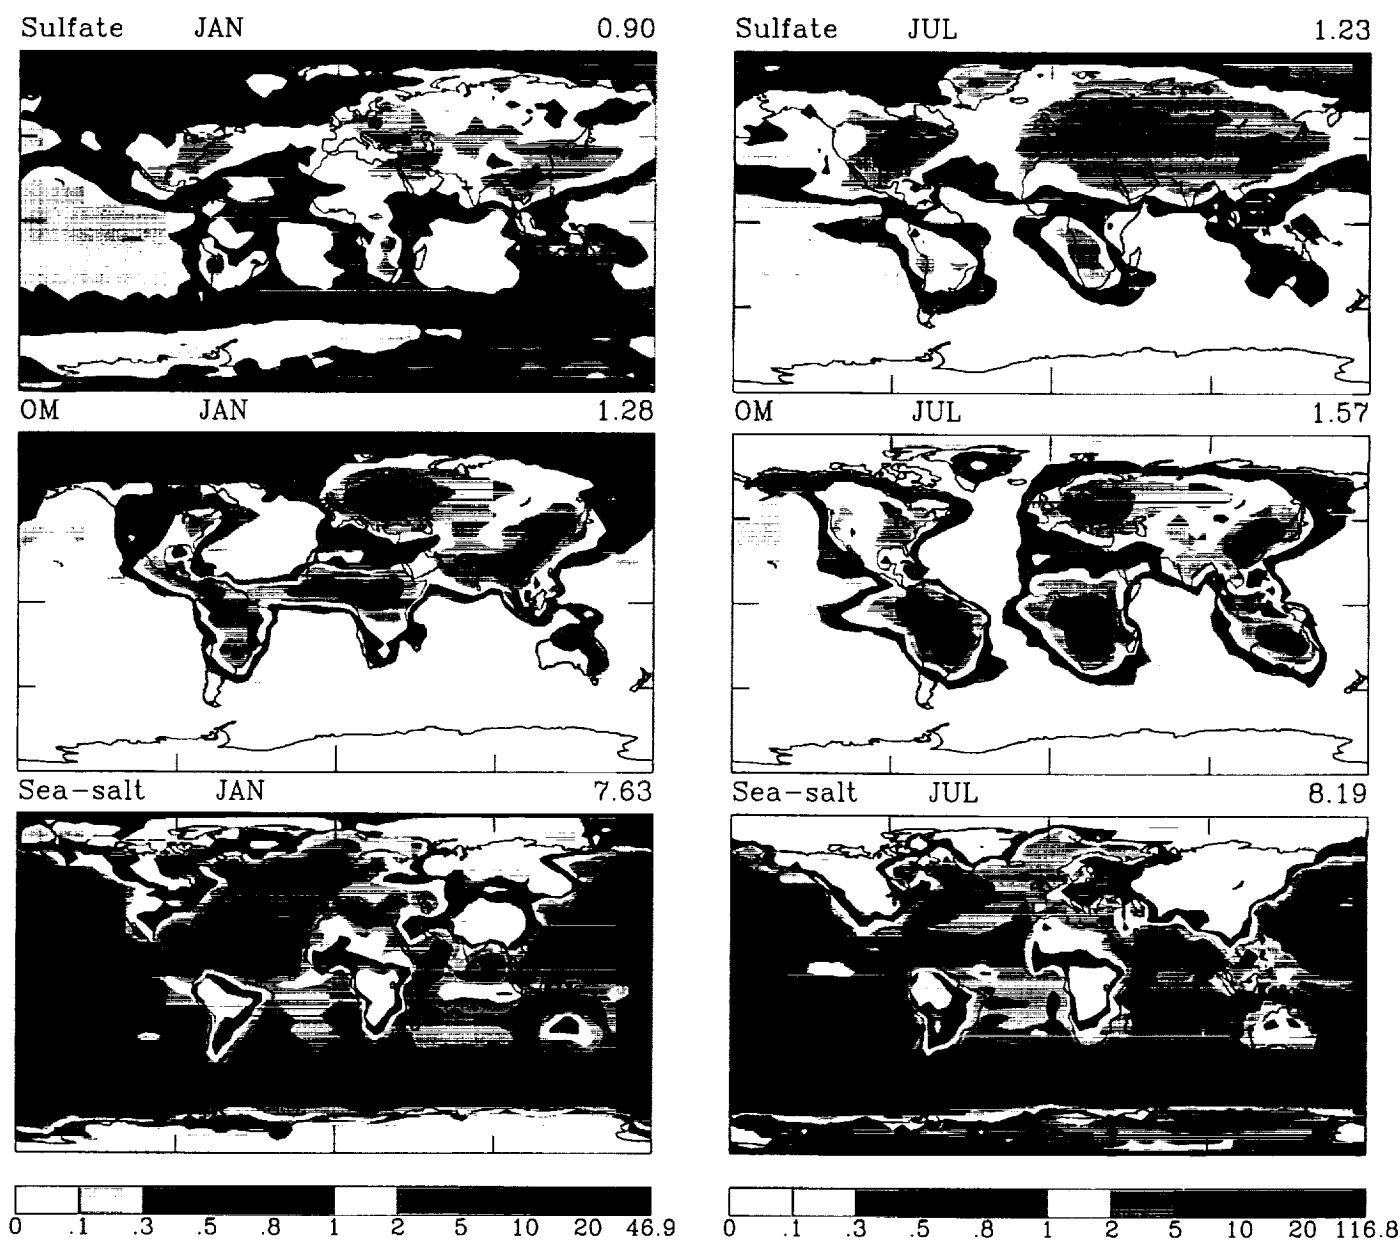 Sulfate JAN 0.90
Sulfate JUL 1.23
OM JAN 1.28
OM JUL 1.57
Sea-salt JAN 7.63
Sea-salt JUL 8.19
0 .1 .3 .5 .8 1 2 5 10 20 46.9
0 .1 .3 .5 .8 1 2 5 10 20 116.8